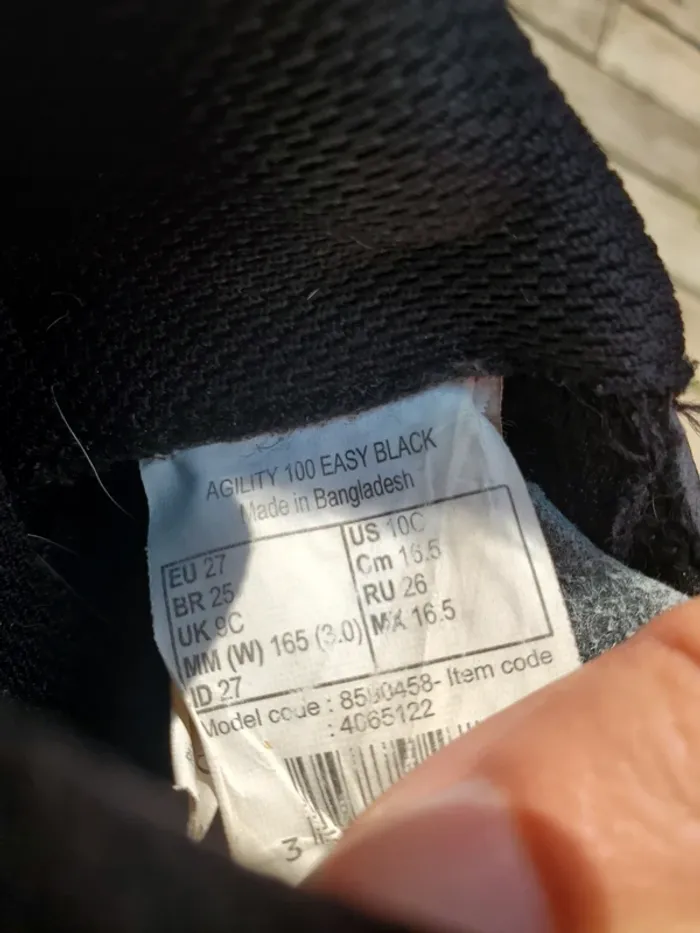 AGILITY 100 EASY BLACK
Made in Bangladesh
EU 27
BR 25
UK 9C
MM (W) 165 (3.0)
ID 27
US 10C
Cm 16.5
RU 26
MX 16.5
Model code : Item code
: 4065122
3